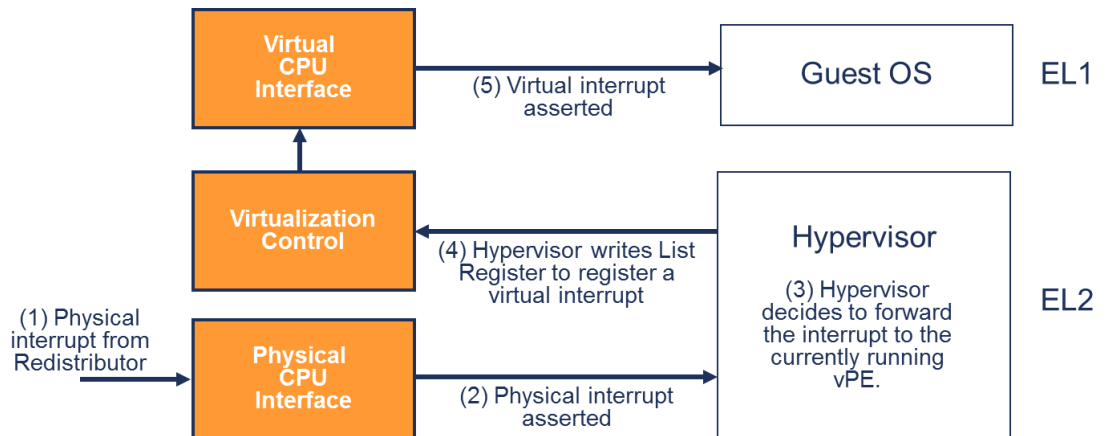 Virtual
CPU
Interface
(5) Virtual interrupt
asserted
Guest OS
EL1
Virtualization
Control
(4) Hypervisor writes List
Register to register a
virtual interrupt
Hypervisor
(3) Hypervisor
decides to forward
the interrupt to the
currently running
vPE.
EL2
(1) Physical
interrupt from
Redistributor
Physical
CPU
Interface
(2) Physical interrupt
asserted